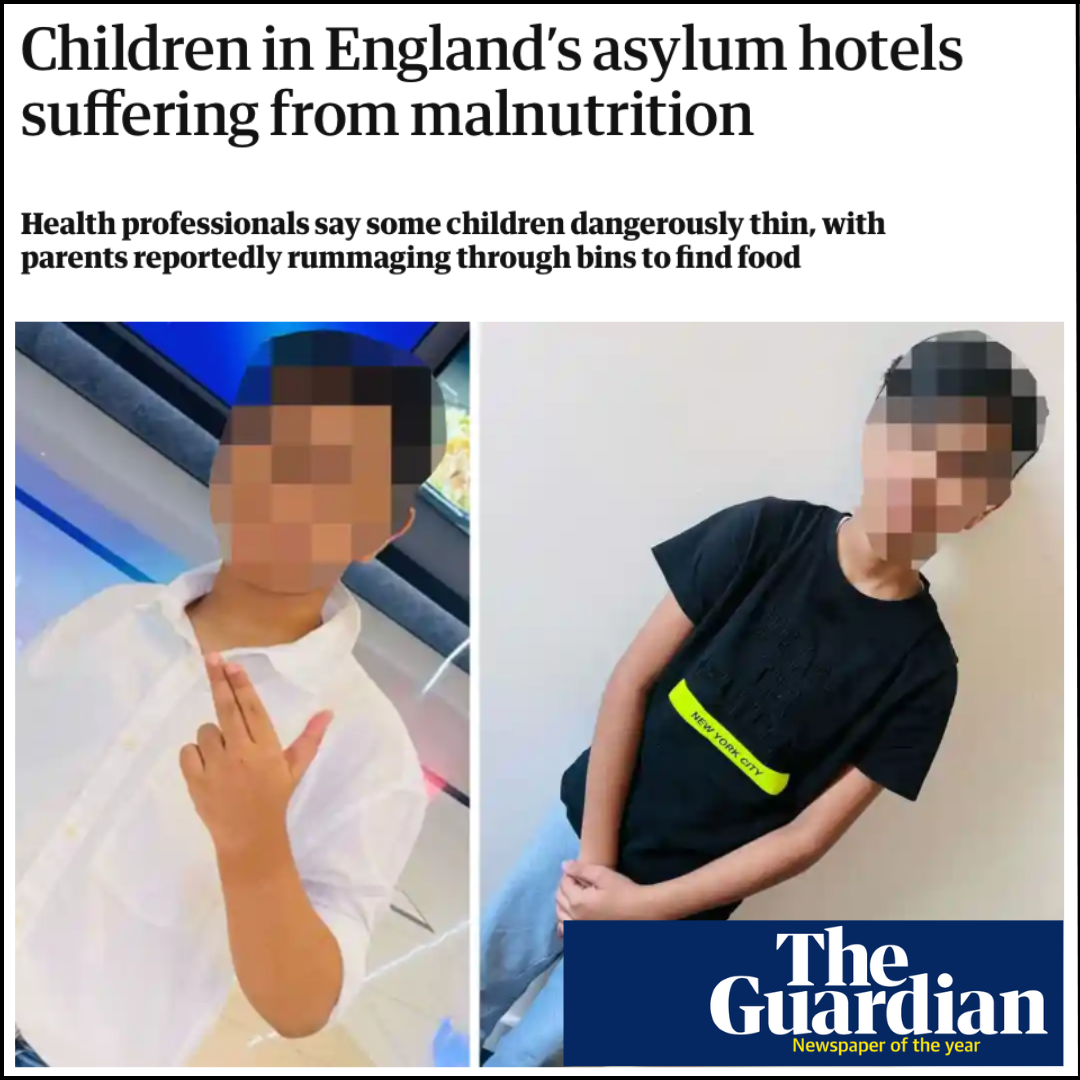 Children in England’s asylum hotels
suffering from malnutrition
Health professionals say some children dangerously thin, with
parents reportedly rummaging through bins to find food
NEW YORK CITY
The
Guardian
Newspaper of the year